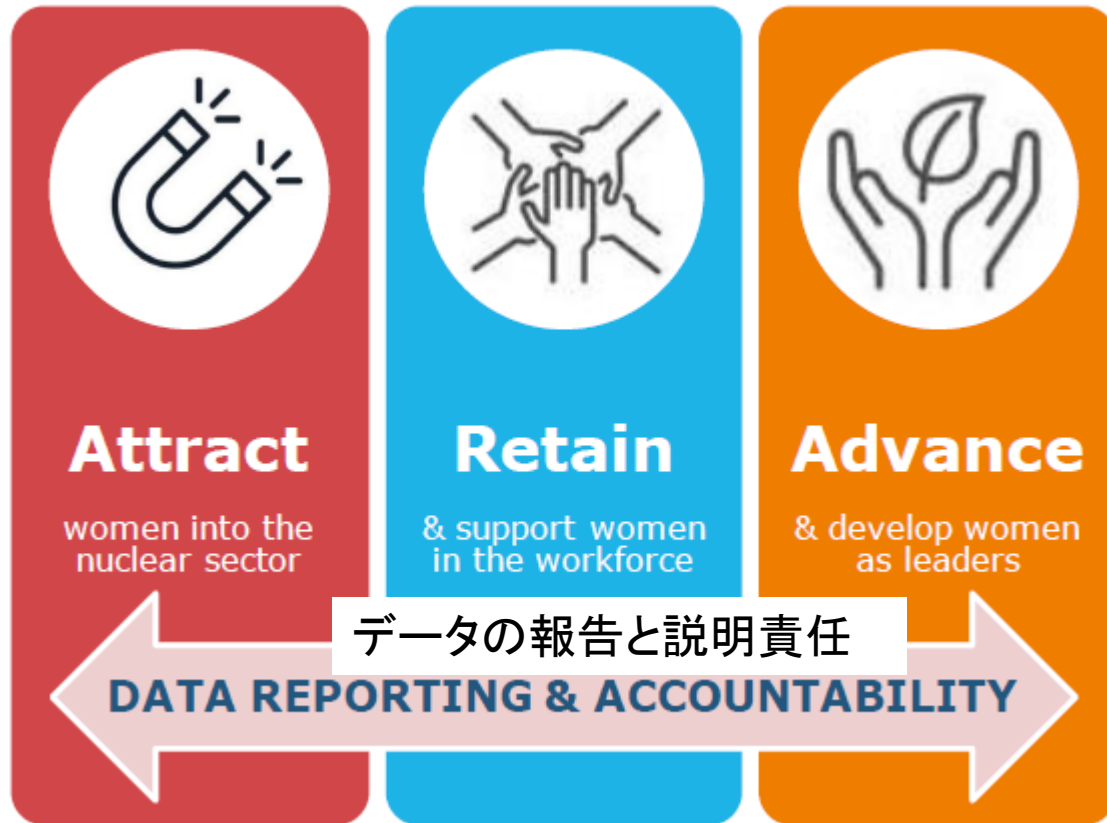 Attract
women into the
nuclear sector
Retain
& support women
in the workforce
Advance
& develop women
as leaders
データの報告と説明責任
DATA REPORTING & ACCOUNTABILITY